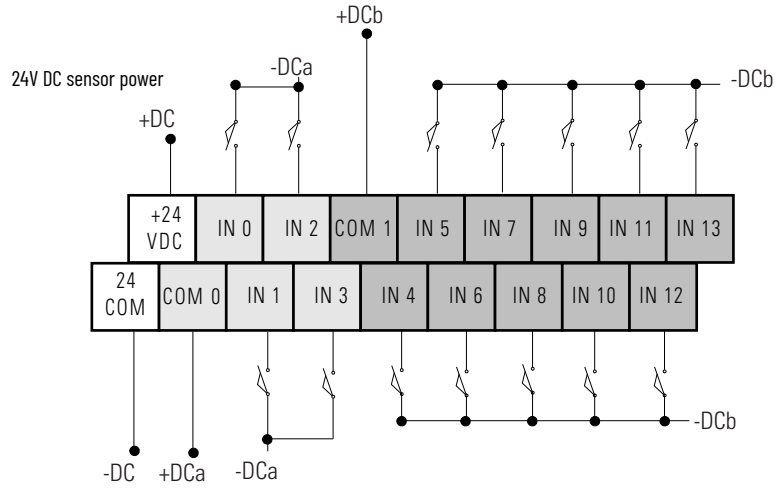 +DCb
-DCa
24V DC sensor power
-DCb
+DC
+24 VDC
IN 0
IN 2
COM 1
IN 5
IN 7
IN 9
IN 11
IN 13
24 COM
COM 0
IN 1
IN 3
IN 4
IN 6
IN 8
IN 10
IN 12
-DCb
-DC
+DCa
-DCa